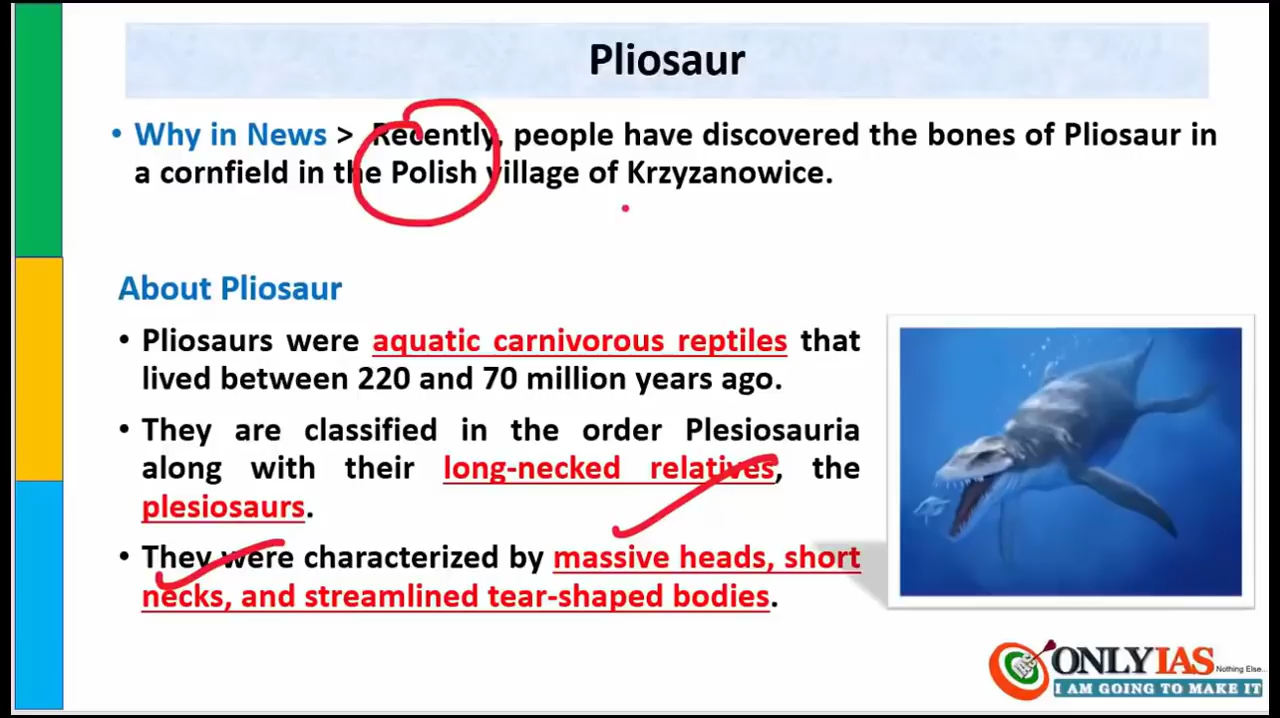 Pliosaur
• Why in News > Recently, people have discovered the bones of Pliosaur in
a cornfield in the Polish village of Krzyzanowice.
About Pliosaur
• Pliosaurs were aquatic carnivorous reptiles that
lived between 220 and 70 million years ago.
• They are classified in the order Plesiosauria
along with their long-necked relatives, the
plesiosaurs.
• They were characterized by massive heads, short
necks, and streamlined tear-shaped bodies.
ONLYIAS Nothing Else..
I AM GOING TO MAKE IT